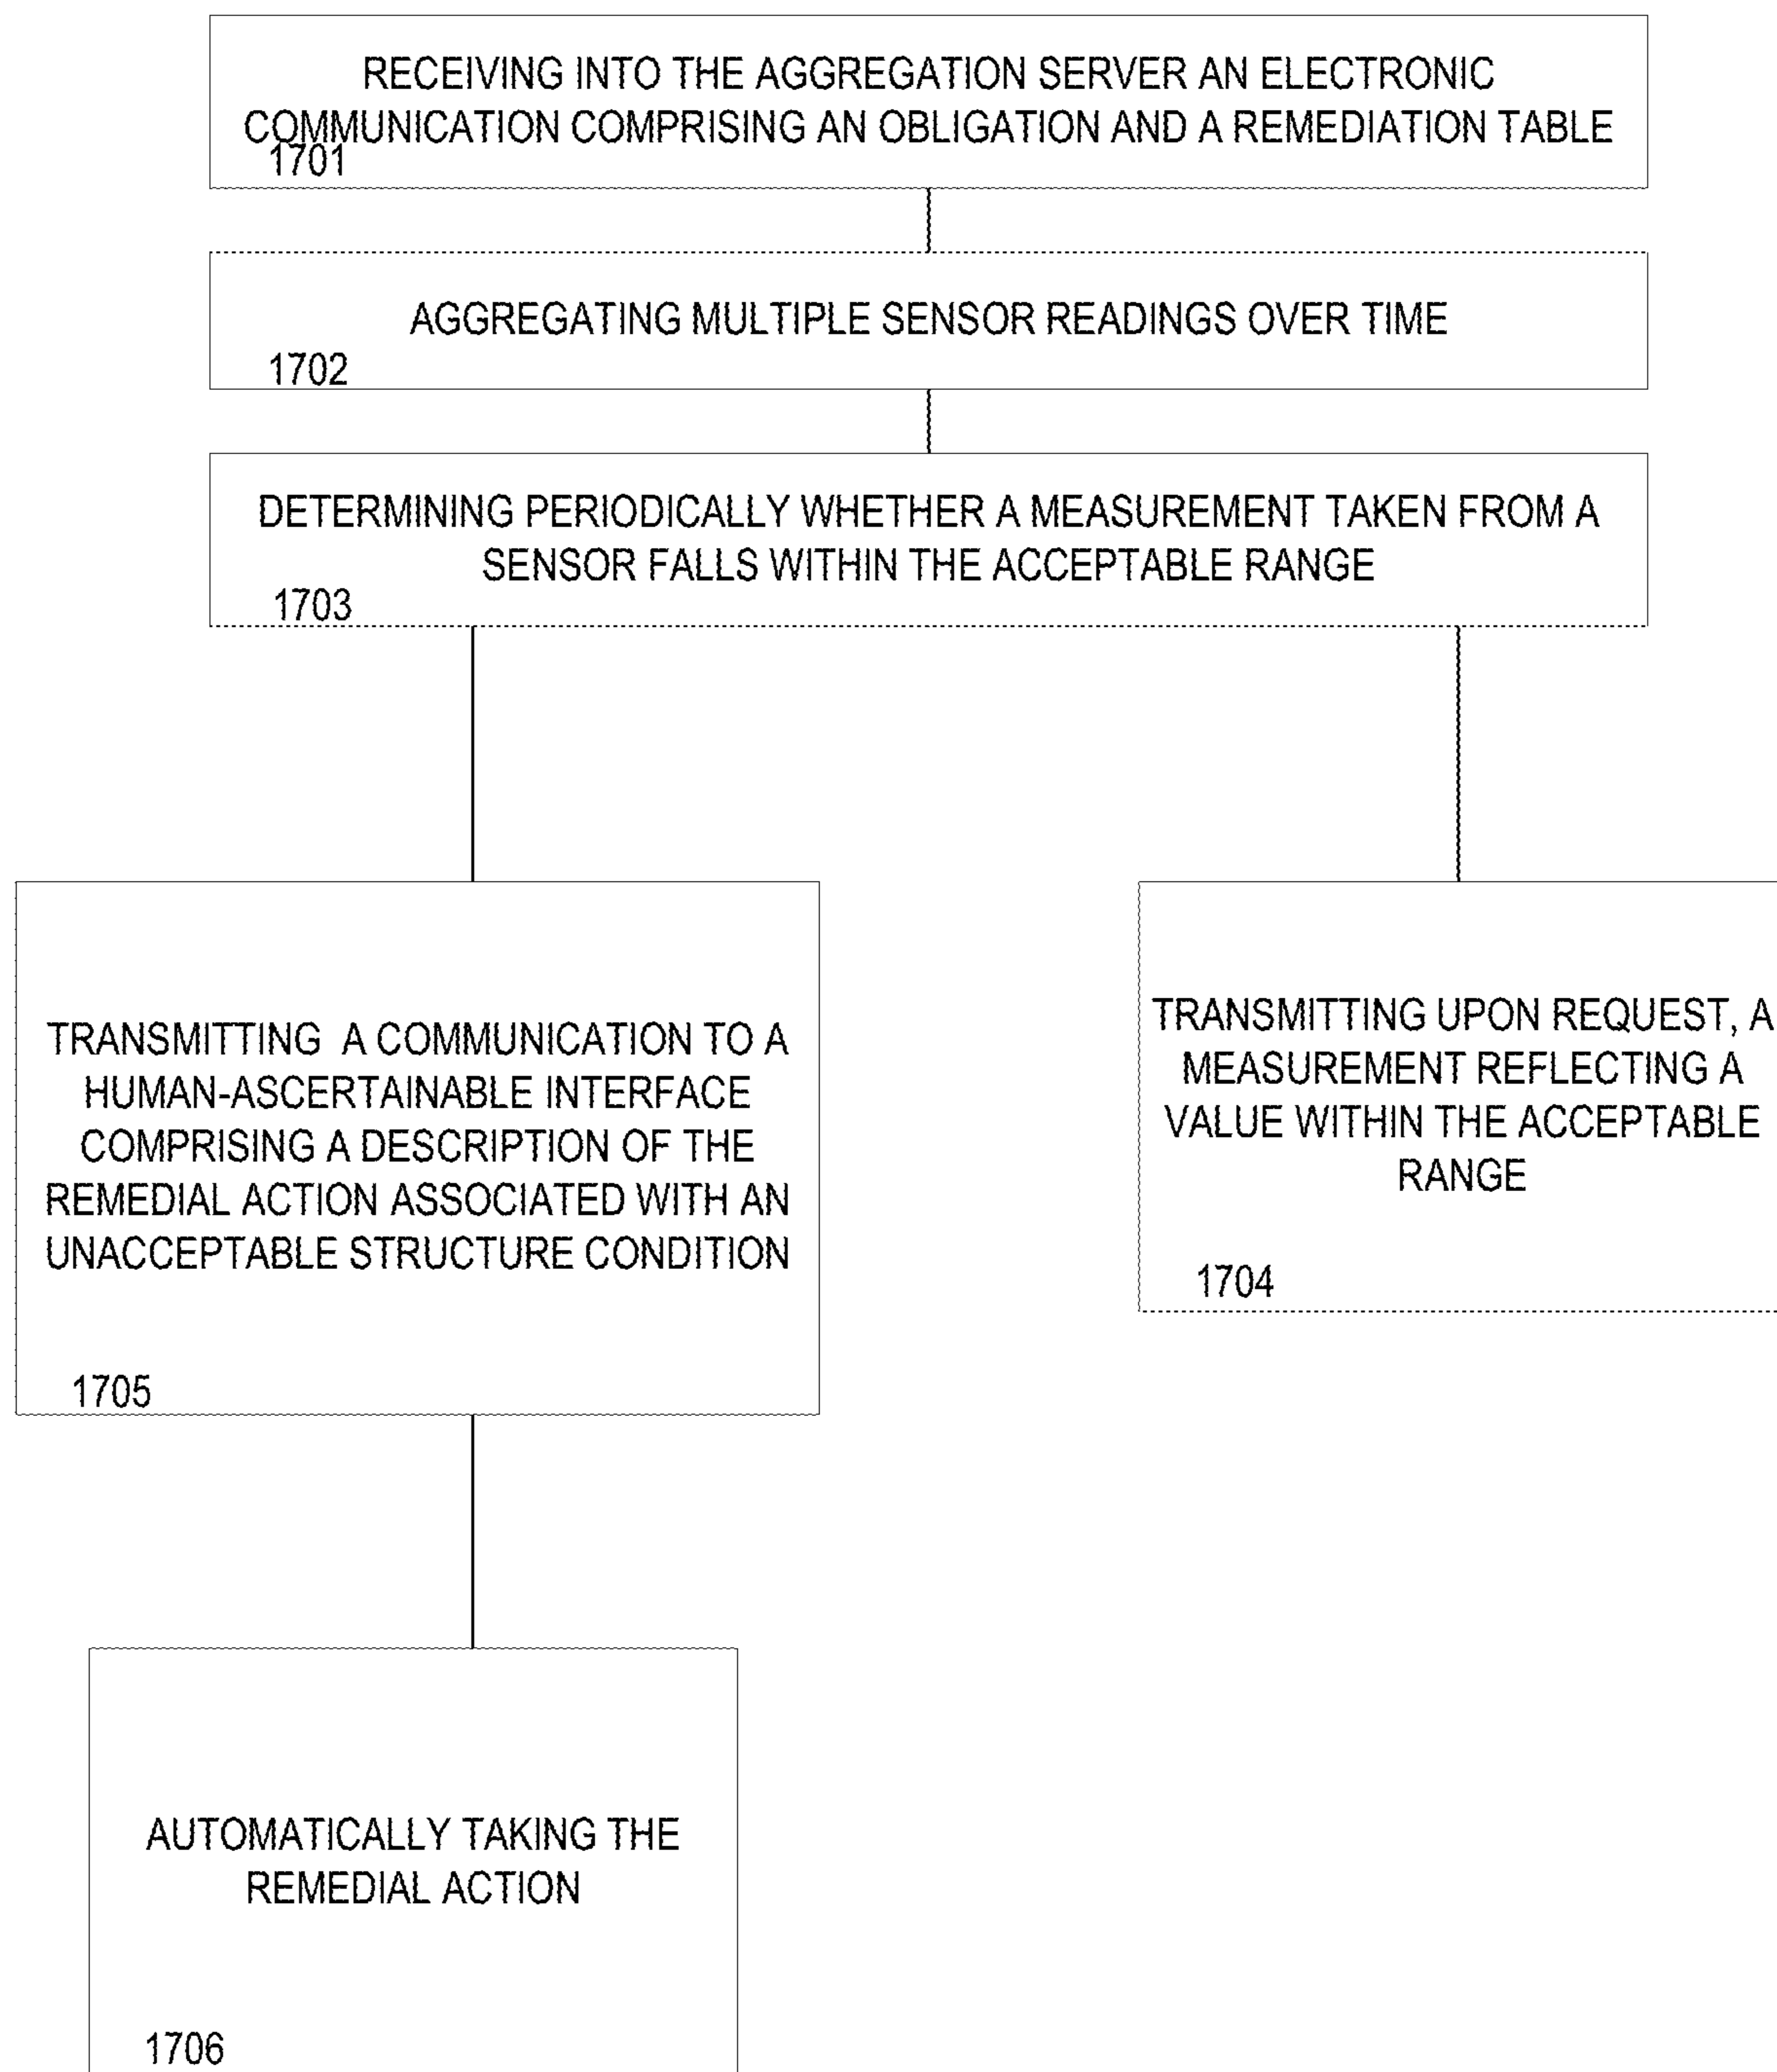 RECEIVING INTO THE AGGREGATION SERVER AN ELECTRONIC
COMMUNICATION COMPRISING AN OBLIGATION AND A REMEDIATION TABLE
1701
AGGREGATING MULTIPLE SENSOR READINGS OVER TIME
1702
DETERMINING PERIODICALLY WHETHER A MEASUREMENT TAKEN FROM A
SENSOR FALLS WITHIN THE ACCEPTABLE RANGE
1703
TRANSMITTING A COMMUNICATION TO A
HUMAN-ASCERTAINABLE INTERFACE
COMPRISING A DESCRIPTION OF THE
REMEDIAL ACTION ASSOCIATED WITH AN
UNACCEPTABLE STRUCTURE CONDITION
1705
TRANSMITTING UPON REQUEST, A
MEASUREMENT REFLECTING A
VALUE WITHIN THE ACCEPTABLE
RANGE
1704
AUTOMATICALLY TAKING THE
REMEDIAL ACTION
1706